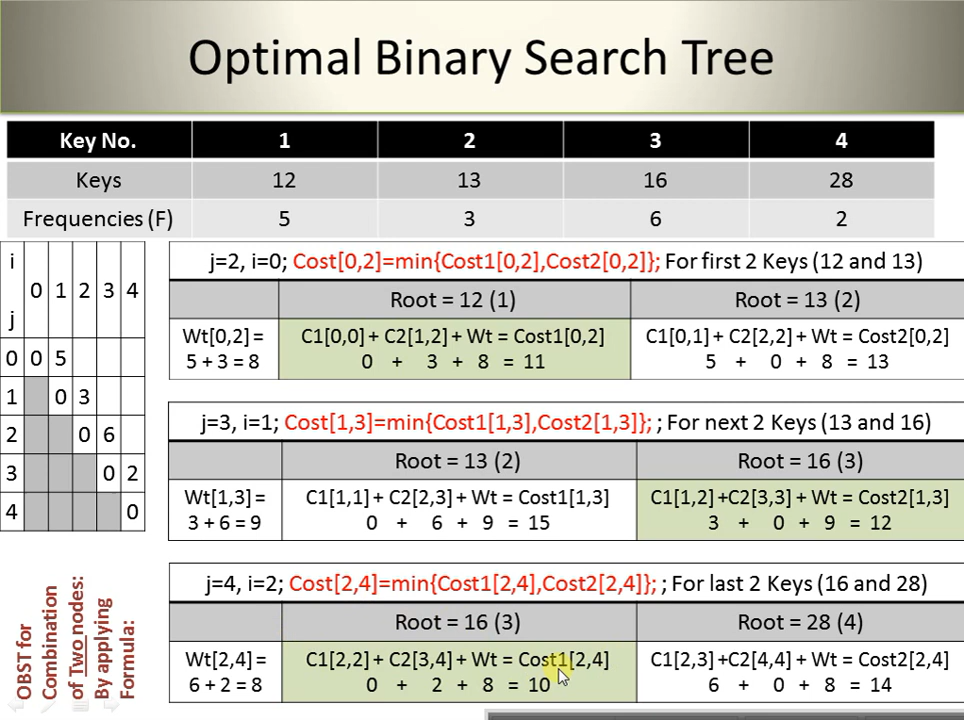 Optimal Binary Search Tree
Key No. 1 2 3 4
Keys 12 13 16 28
Frequencies (F) 5 3 6 2
i
0 1 2 3 4
j
0 0 5
1 0 3
2 0 6
3 0 2
4 0
j=2, i=0; Cost[0,2]=min{Cost1[0,2],Cost2[0,2]}; For first 2 Keys (12 and 13)
Root = 12 (1) Root = 13 (2)
Wt[0,2]= C1[0,0] + C2[1,2] + Wt = Cost1[0,2] C1[0,1] + C2[2,2] + Wt = Cost2[0,2]
5 + 3 = 8 0 + 3 + 8 = 11 5 + 0 + 8 = 13
j=3, i=1; Cost[1,3]=min{Cost1[1,3],Cost2[1,3]}; ; For next 2 Keys (13 and 16)
Root = 13 (2) Root = 16 (3)
Wt[1,3] = C1[1,1] + C2[2,3] + Wt = Cost1[1,3] C1[1,2] +C2[3,3] + Wt = Cost2[1,3]
3 + 6 = 9 0 + 6 + 9 = 15 3 + 0 + 9 = 12
j=4, i=2; Cost[2,4]=min{Cost1[2,4],Cost2[2,4]}; ; For last 2 Keys (16 and 28)
Root = 16 (3) Root = 28 (4)
Wt[2,4] = C1[2,2] + C2[3,4] + Wt = Cost1[2,4] C1[2,3] +C2[4,4] + Wt = Cost2[2,4]
6 + 2 = 8 0 + 2 + 8 = 10 6 + 0 + 8 = 14
OBST for
Combination
of Two nodes:
By applying
Formula: